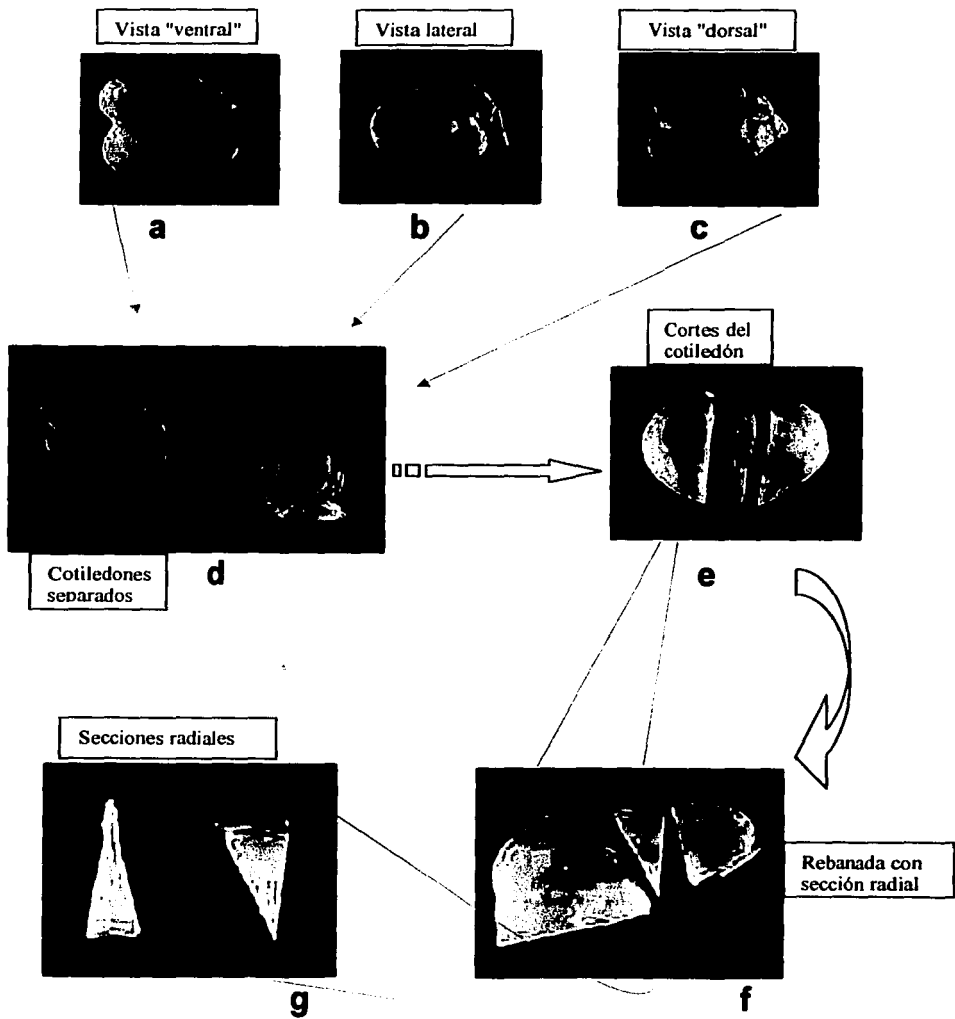 Vista "ventral"
Vista lateral
Vista "dorsal"
a
b
c
Cortes del
cotiledón
d
e
Cotiledones
separados
Secciones radiales
Rebanada con
sección radial
g
f